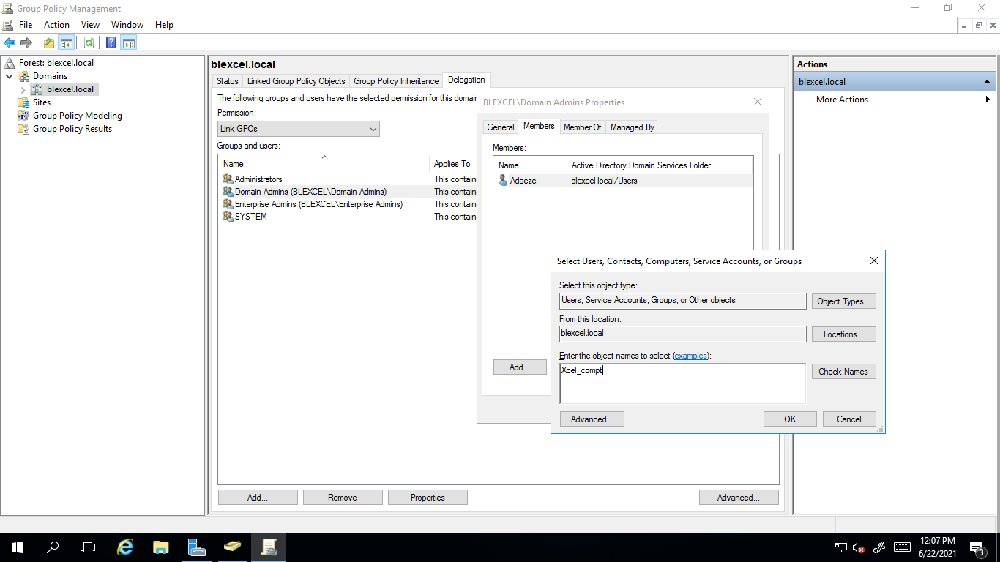 Group Policy Management
File Action View Window Help
Forest: blexcel.local
Domains
blexcel.local
Sites
Group Policy Modeling
Group Policy Results
blexcel.local
Status Linked Group Policy Objects Group Policy Inheritance Delegation
The following groups and users have the selected permission for this domain
Permission:
Link GPOs
Groups and users:
Name Applies To
Administrators This contain
Domain Admins (BLEXCEL\Domain Admins) This contain
Enterprise Admins (BLEXCEL\Enterprise Admins) This contain
SYSTEM This contain
Add... Remove Properties Advanced...
BLEXCEL\Domain Admins Properties
General Members Member Of Managed By
Members:
Name Active Directory Domain Services Folder
Adaeze blexcel.local/Users
Add...
Select Users, Contacts, Computers, Service Accounts, or Groups
Select this object type:
Users, Service Accounts, Groups, or Other objects Object Types...
From this location:
blexcel.local Locations...
Enter the object names to select (examples):
Xcel_compt Check Names
Advanced... OK Cancel
Actions
blexcel.local
More Actions
12:07 PM
6/22/2021
3